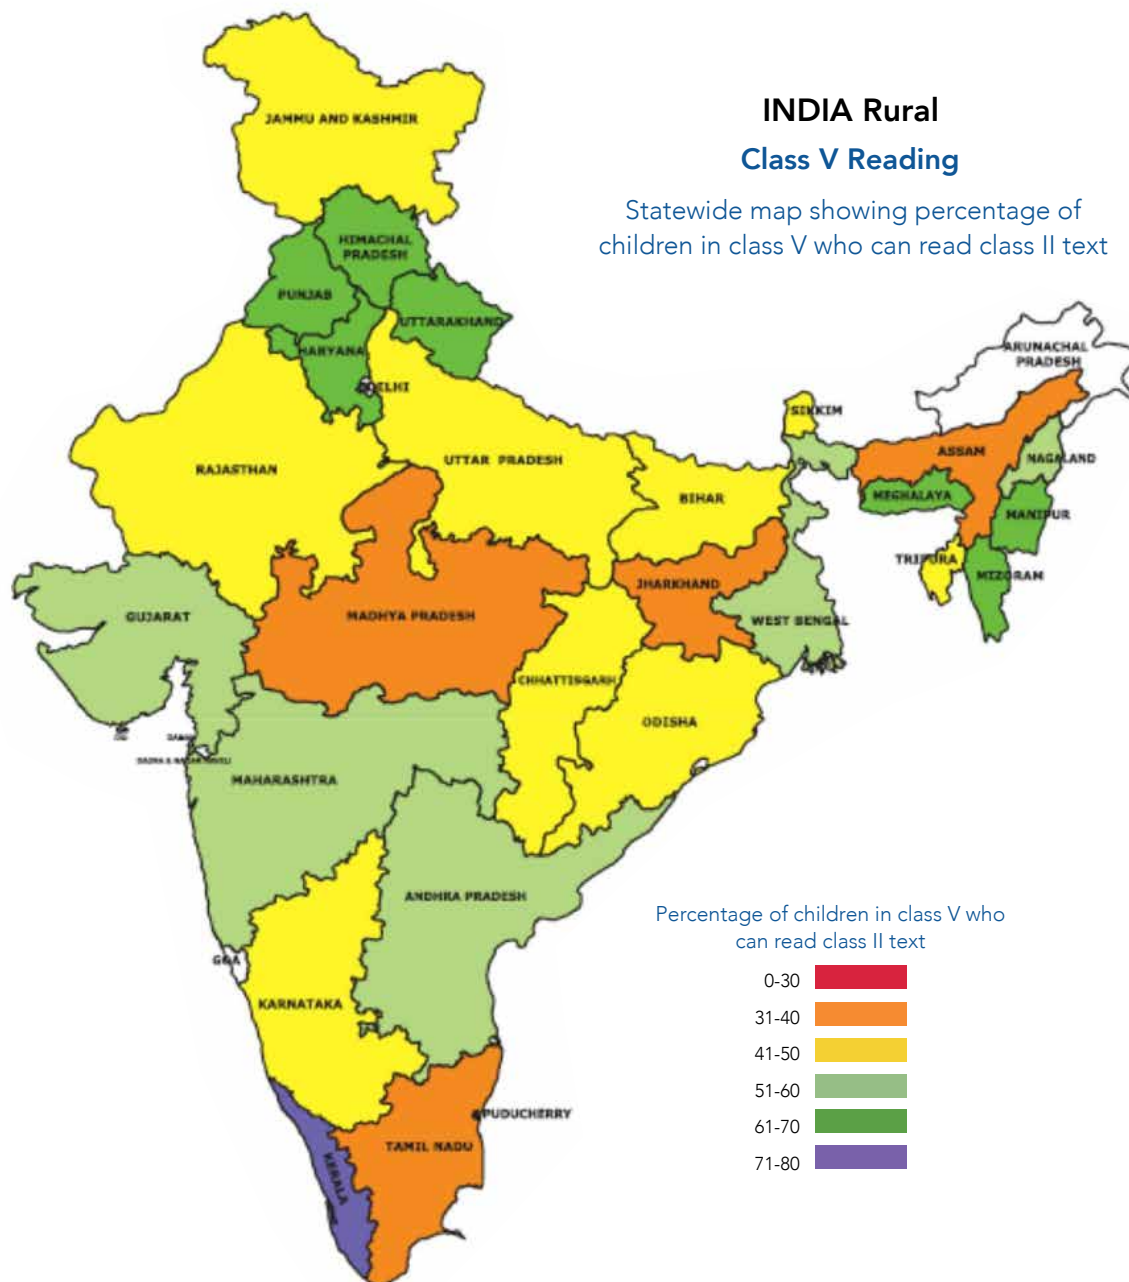 INDIA Rural
Class V Reading
Statewide map showing percentage of
children in class V who can read class II text
JAMMU AND KASHMIR
HIMACHAL
PRADESH
PUNJAB
UTTARAKHAND
HARYANA
DELHI
ARUNACHAL
PRADESH
SIKKIM
RAJASTHAN
UTTAR PRADESH
ASSAM
NAGALAND
BIHAR
MEGHALAYA
MANIPUR
TRIPURA
MIZORAM
JHARKHAND
GUJARAT
MADHYA PRADESH
WEST BENGAL
CHHATTISGARH
ODISHA
DAMAN
DADRA & NAGAR HAVELI
MAHARASHTRA
ANDHRA PRADESH
GOA
KARNATAKA
PUDUCHERRY
TAMIL NADU
KERALA
Percentage of children in class V who
can read class II text
0-30
31-40
41-50
51-60
61-70
71-80